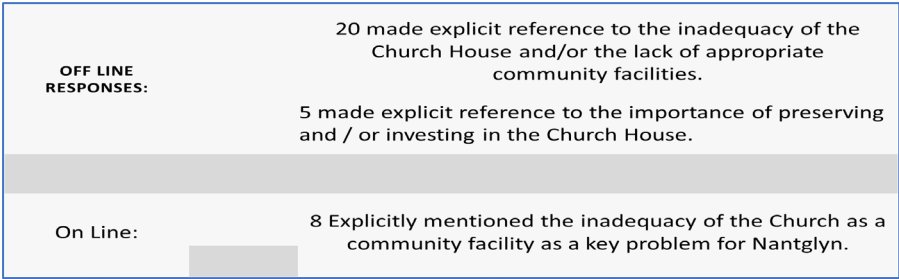 OFF LINE
RESPONSES:
20 made explicit reference to the inadequacy of the
Church House and/or the lack of appropriate
community facilities.
5 made explicit reference to the importance of preserving
and / or investing in the Church House.
On Line:
8 Explicitly mentioned the inadequacy of the Church as a
community facility as a key problem for Nantglyn.